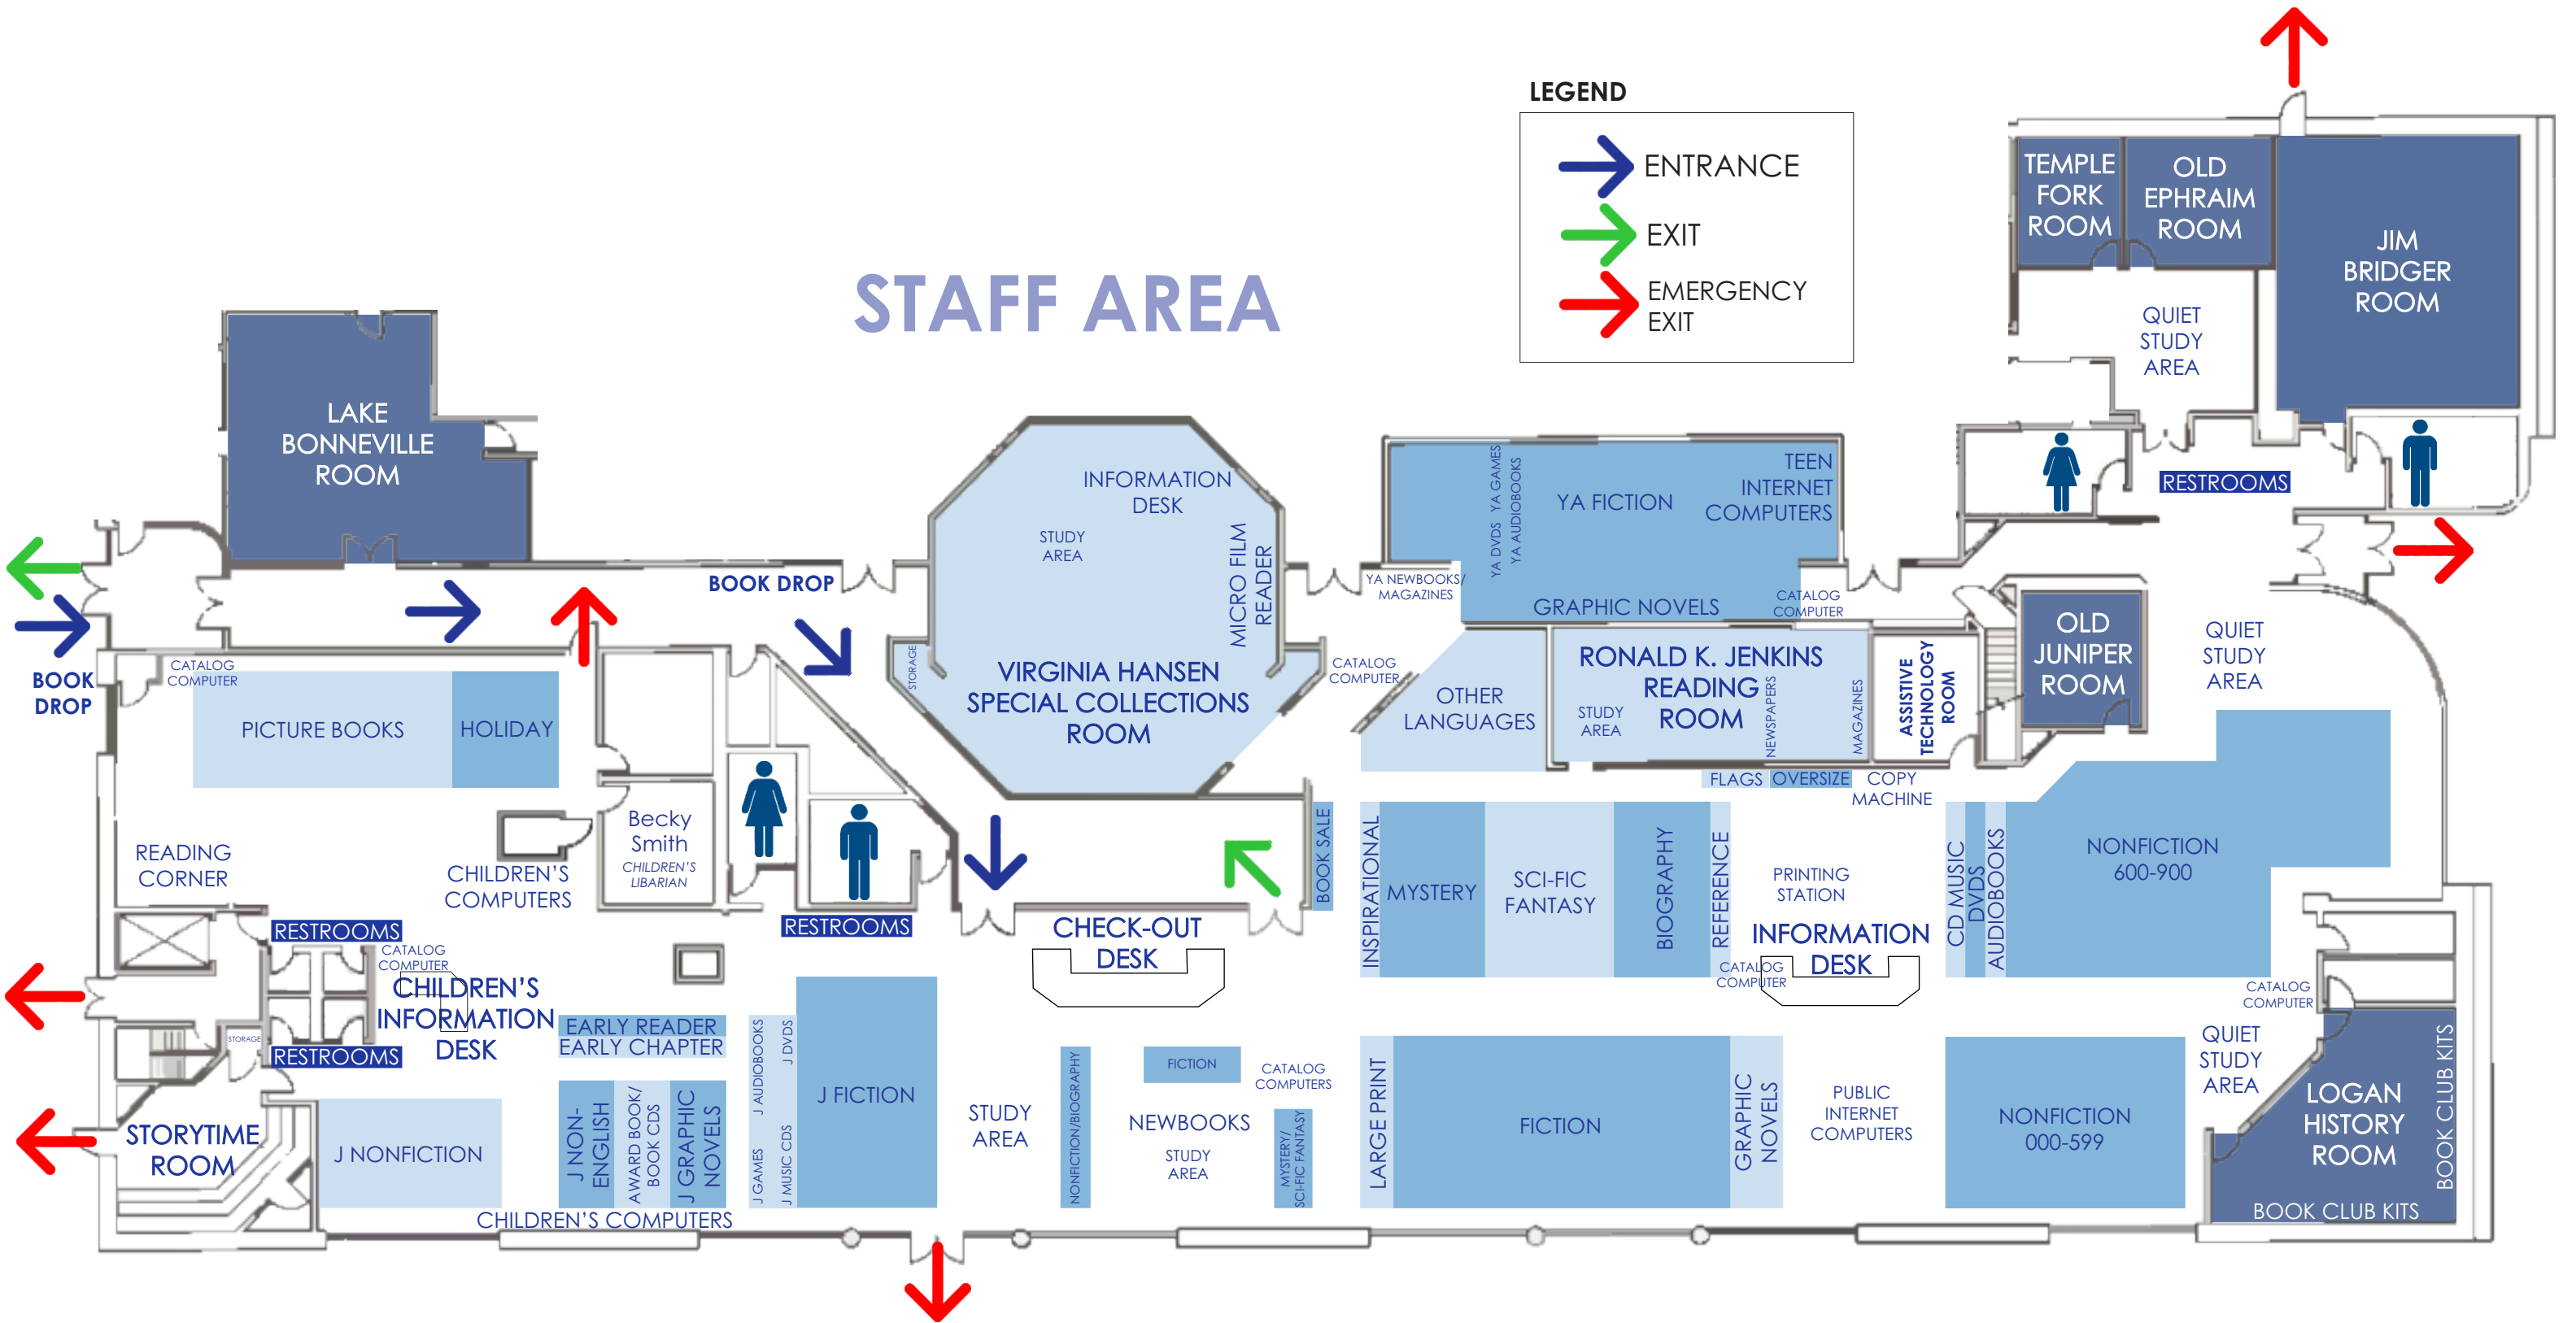 LEGEND
ENTRANCE
EXIT
EMERGENCY
EXIT
STAFF AREA
TEMPLE
FORK
ROOM
OLD
EPHRAIM
ROOM
JIM
BRIDGER
ROOM
QUIET
STUDY
AREA
RESTROOMS
LAKE
BONNEVILLE
ROOM
BOOK DROP
BOOK
DROP
INFORMATION
DESK
STUDY
AREA
MICRO FILM
READER
STORAGE
VIRGINIA HANSEN
SPECIAL COLLECTIONS
ROOM
YA DVDS YA GAMES
YA AUDIOBOOKS
YA FICTION
TEEN
INTERNET
COMPUTERS
YA NEWBOOKS/
MAGAZINES
GRAPHIC NOVELS
CATALOG
COMPUTER
CATALOG
COMPUTER
OTHER
LANGUAGES
RONALD K. JENKINS
READING
ROOM
STUDY
AREA
NEWSPAPERS
MAGAZINES
ASSISTIVE
TECHNOLOGY
ROOM
OLD
JUNIPER
ROOM
QUIET
STUDY
AREA
CATALOG
COMPUTER
PICTURE BOOKS
HOLIDAY
READING
CORNER
CHILDREN'S
COMPUTERS
Becky
Smith
CHILDREN'S
LIBARIAN
RESTROOMS
RESTROOMS
CATALOG
COMPUTER
CHILDREN'S
INFORMATION
DESK
RESTROOMS
STORAGE
STORYTIME
ROOM
J NONFICTION
EARLY READER
EARLY CHAPTER
J NON-
ENGLISH
AWARD BOOK/
BOOK CDS
J GRAPHIC
NOVELS
CHILDREN'S COMPUTERS
J GAMES J AUDIOBOOKS
J MUSIC CDS J DVDS
J FICTION
CHECK-OUT
DESK
STUDY
AREA
NONFICTION/BIOGRAPHY
FICTION
NEWBOOKS
STUDY
AREA
CATALOG
COMPUTERS
MYSTERY/
SCI-FIC FANTASY
BOOK SALE
INSPIRATIONAL
MYSTERY
SCI-FIC
FANTASY
BIOGRAPHY
REFERENCE
FLAGS
OVERSIZE
COPY
MACHINE
PRINTING
STATION
INFORMATION
DESK
CATALOG
COMPUTER
CD MUSIC
DVDS
AUDIOBOOKS
NONFICTION
600-900
LARGE PRINT
FICTION
GRAPHIC
NOVELS
PUBLIC
INTERNET
COMPUTERS
NONFICTION
000-599
CATALOG
COMPUTER
QUIET
STUDY
AREA
LOGAN
HISTORY
ROOM
BOOK CLUB KITS
BOOK CLUB KITS